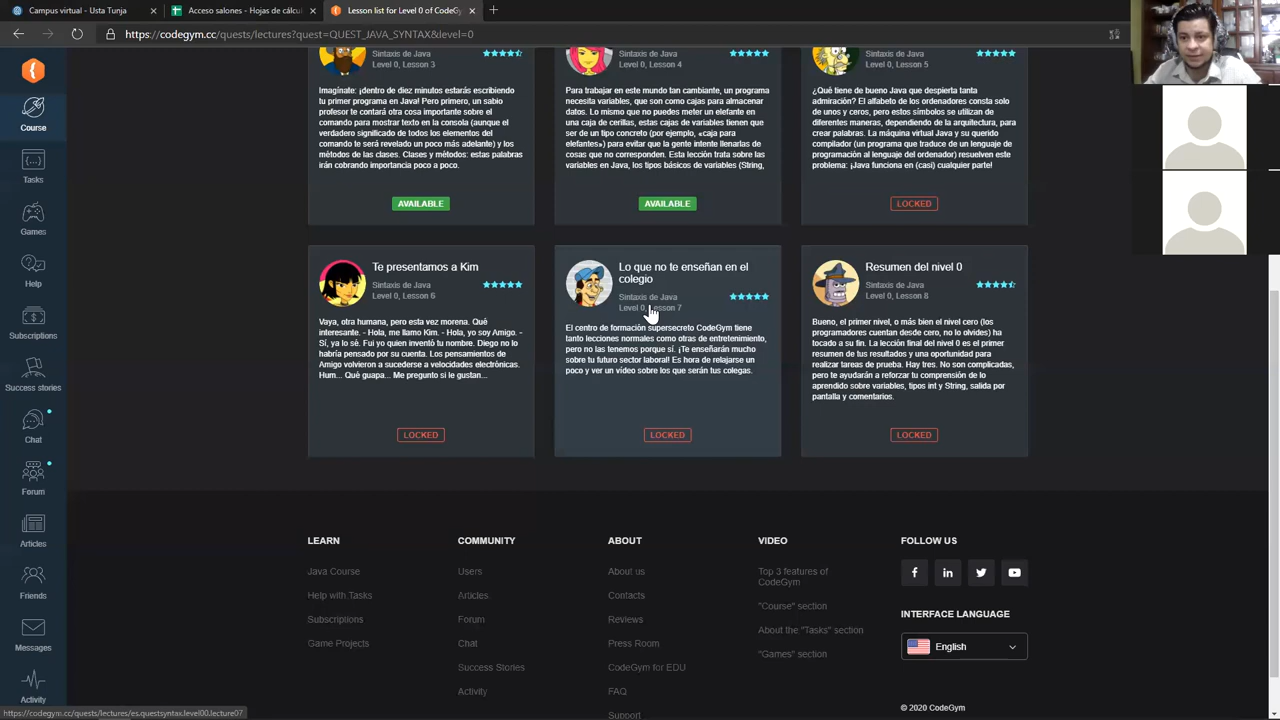 Campus virtual - Usta Tunja
Acceso salones - Hojas de cálcu
Lesson list for Level 0 of CodeGy
https://codegym.cc/quests/lectures?quest=QUEST_JAVA_SYNTAX&level=0
Course
Tasks
Games
Help
Subscriptions
Success stories
Chat
Forum
Articles
Friends
Messages
Activity
Sintaxis de Java
Level 0, Lesson 3
Imagínate: ¡dentro de diez minutos estarás escribiendo
tu primer programa en Java! Pero primero, un sabio
profesor te contará otra cosa importante sobre el
comando para mostrar texto en la consola (aunque el
verdadero significado de todos los elementos del
comando te será revelado un poco más adelante) y los
métodos de las clases. Clases y métodos: estas palabras
irán cobrando importancia poco a poco.
AVAILABLE
Sintaxis de Java
Level 0, Lesson 4
Para trabajar en este mundo tan cambiante, un programa
necesita variables, que son como cajas para almacenar
datos. Lo mismo que no puedes meter un elefante en
una caja de cerillas, estas cajas variables tienen que
ser de un tipo concreto (por ejemplo, «caja para
elefantes») para evitar que la gente intente llenarlas de
cosas que no corresponden. Esta lección trata sobre las
variables en Java, los tipos básicos de variables (String,
AVAILABLE
Sintaxis de Java
Level 0, Lesson 5
¿Qué tiene de bueno Java que despierta tanta
admiración? El alfabeto de los ordenadores consta solo
de unos y ceros, pero estos símbolos se utilizan de
diferentes maneras, dependiendo de la arquitectura, para
crear palabras. La máquina virtual Java y su querido
compilador (un programa que traduce de un lenguaje de
programación al lenguaje del ordenador) resuelven este
problema: ¡Java funciona en (casi) cualquier parte!
LOCKED
Te presentamos a Kim
Sintaxis de Java
Level 0, Lesson 6
Vaya, otra humana, pero esta vez morena. Qué
interesante. - Hola, me llamo Kim. - Hola, yo soy Amigo. -
Sí, ya lo sé. Fui yo quien inventó tu nombre. Diego no lo
habría pensado por su cuenta. Los pensamientos de
Amigo volvieron a sucederse a velocidades electrónicas.
Hum... Qué guapa... Me pregunto si le gustan...
LOCKED
Lo que no te enseñan en el
colegio
Sintaxis de Java
Level 0, Lesson 7
El centro de formación supersecreto CodeGym tiene
tanto lecciones normales como otras de entretenimiento,
pero no las tenemos porque sí. ¡Te enseñarán mucho
sobre tu futuro sector laboral! Es hora de relajarse un
poco y ver un vídeo sobre los que serán tus colegas.
LOCKED
Resumen del nivel 0
Sintaxis de Java
Level 0, Lesson 8
Bueno, el primer nivel, o más bien el nivel cero (los
programadores cuentan desde cero, no lo olvides) ha
tocado a su fin. La lección final del nivel 0 es el primer
resumen de tus resultados y una oportunidad para
realizar tareas de prueba. Hay tres. No son complicadas,
pero te ayudarán a reforzar tu comprensión de lo
aprendido sobre variables, tipos int y String, salida por
pantalla y comentarios.
LOCKED
LEARN
Java Course
Help with Tasks
Subscriptions
Game Projects
COMMUNITY
Users
Articles
Forum
Chat
Success Stories
Activity
ABOUT
About us
Contacts
Reviews
Press Room
CodeGym for EDU
FAQ
Support
VIDEO
Top 3 features of
CodeGym
"Course" section
About the "Tasks" section
"Games" section
FOLLOW US
INTERFACE LANGUAGE
English
© 2020 CodeGym
https://codegym.cc/quests/lectures/es.questsyntax.level00.lecture07